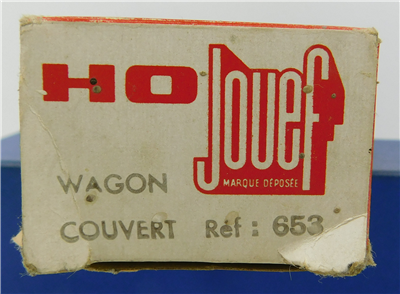 HO Jouef
MARQUE DÉPOSÉE
WAGON
COUVERT Réf : 653